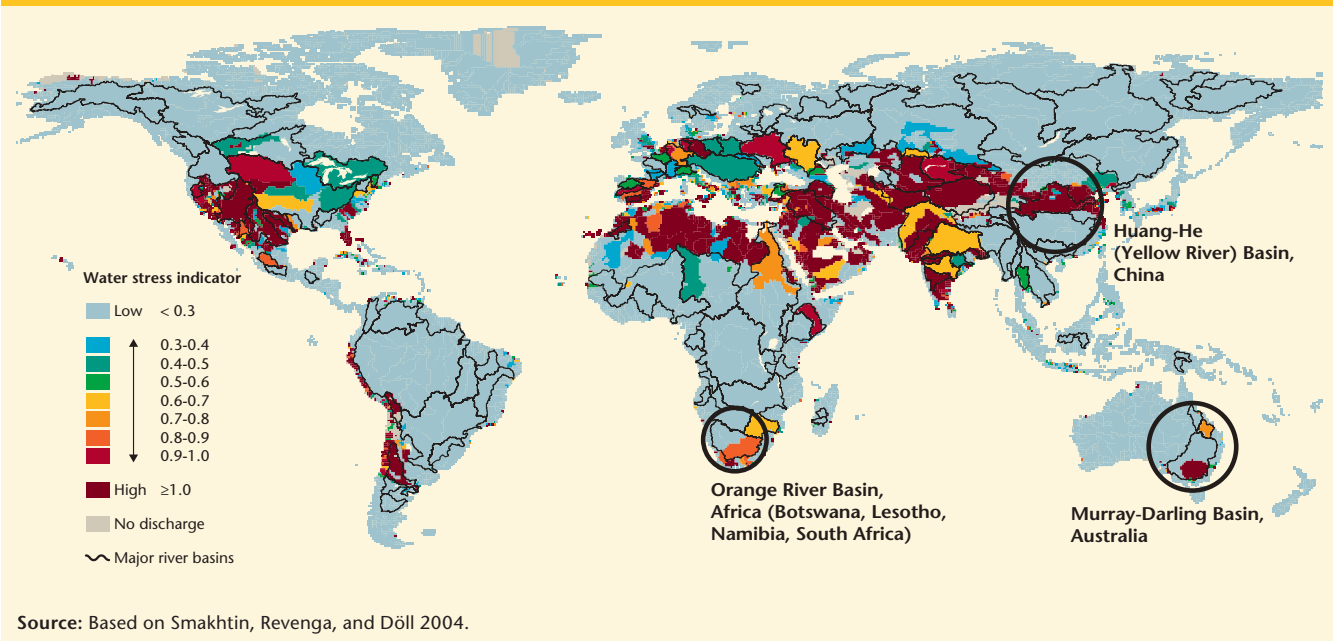 Water stress indicator
Low < 0.3
0.3-0.4
0.4-0.5
0.5-0.6
0.6-0.7
0.7-0.8
0.8-0.9
0.9-1.0
High ≥1.0
No discharge
Major river basins
Huang-He
(Yellow River) Basin,
China
Orange River Basin,
Africa (Botswana, Lesotho,
Namibia, South Africa)
Murray-Darling Basin,
Australia
Source: Based on Smakhtin, Revenga, and Döll 2004.